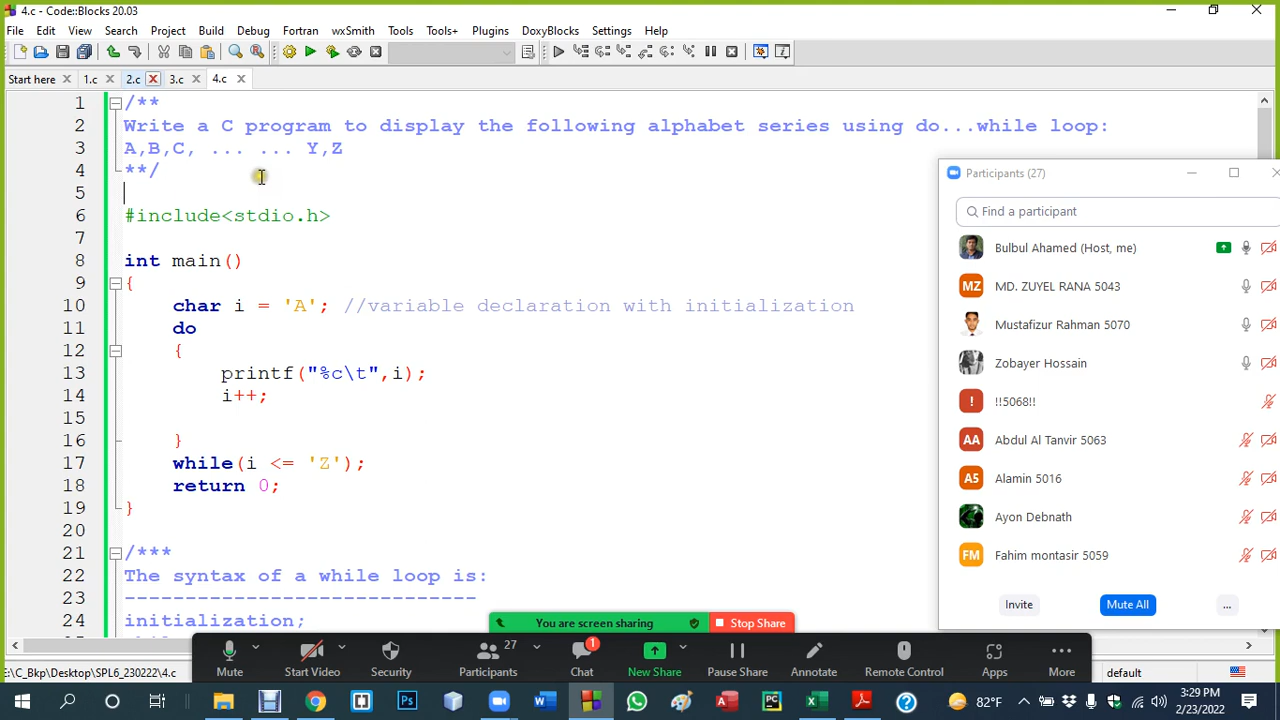 4.c - Code::Blocks 20.03
File Edit View Search Project Build Debug Fortran wxSmith Tools Tools+ Plugins DoxyBlocks Settings Help
Start here 1.c 2.c 3.c 4.c
1 /**
2 Write a C program to display the following alphabet series using do...while loop:
3 A,B,C, ... ... Y,Z
4 **/
5
6 #include<stdio.h>
7
8 int main()
9 {
10 char i = 'A'; //variable declaration with initialization
11 do
12 {
13 printf("%c\t",i);
14 i++;
15
16 }
17 while(i <= 'Z');
18 return 0;
19 }
20
21 /***
22 The syntax of a while loop is:
23 -----------------------------
24 initialization;
Participants (27)
Find a participant
Bulbul Ahamed (Host, me)
MZ MD. ZUYEL RANA 5043
Mustafizur Rahman 5070
Zobayer Hossain
! !!5068!!
AA Abdul Al Tanvir 5063
A5 Alamin 5016
Ayon Debnath
FM Fahim montasir 5059
Invite Mute All ...
You are screen sharing Stop Share
27 1
Mute Start Video Security Participants Chat New Share Pause Share Annotate Remote Control Apps More
C_Bkp\Desktop\SPL6_230222\4.c default
82°F
3:29 PM
2/23/2022